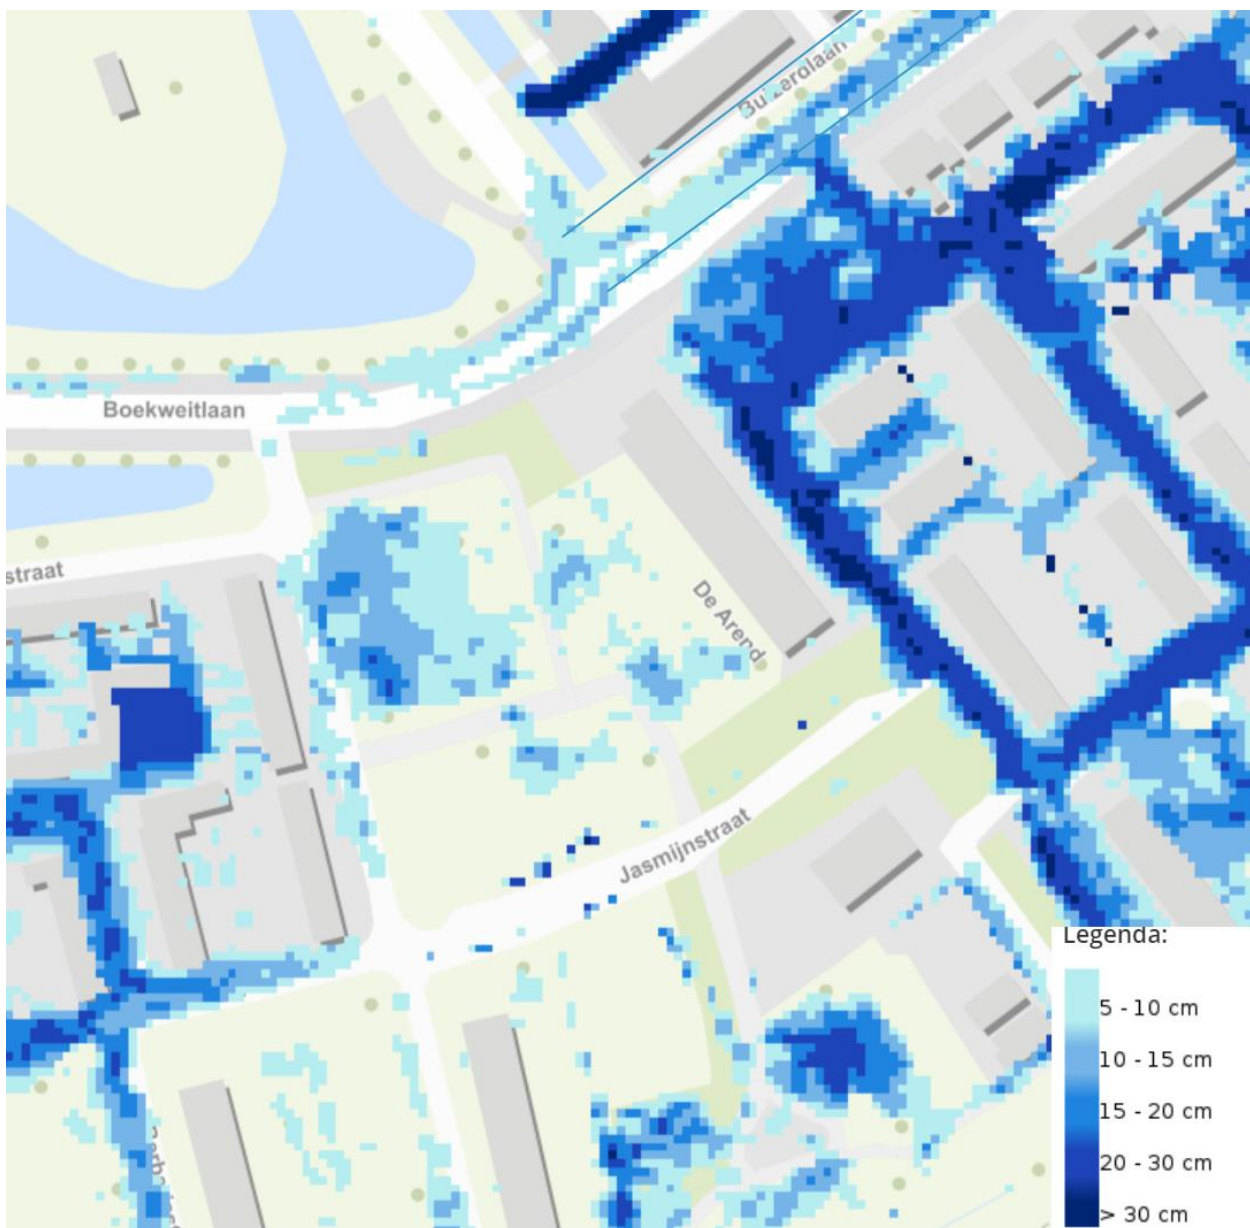 Boekweitlaan
straat
De Arend
Jasmijnstraat
Legenda:
5 - 10 cm
10 - 15 cm
15 - 20 cm
20 - 30 cm
> 30 cm